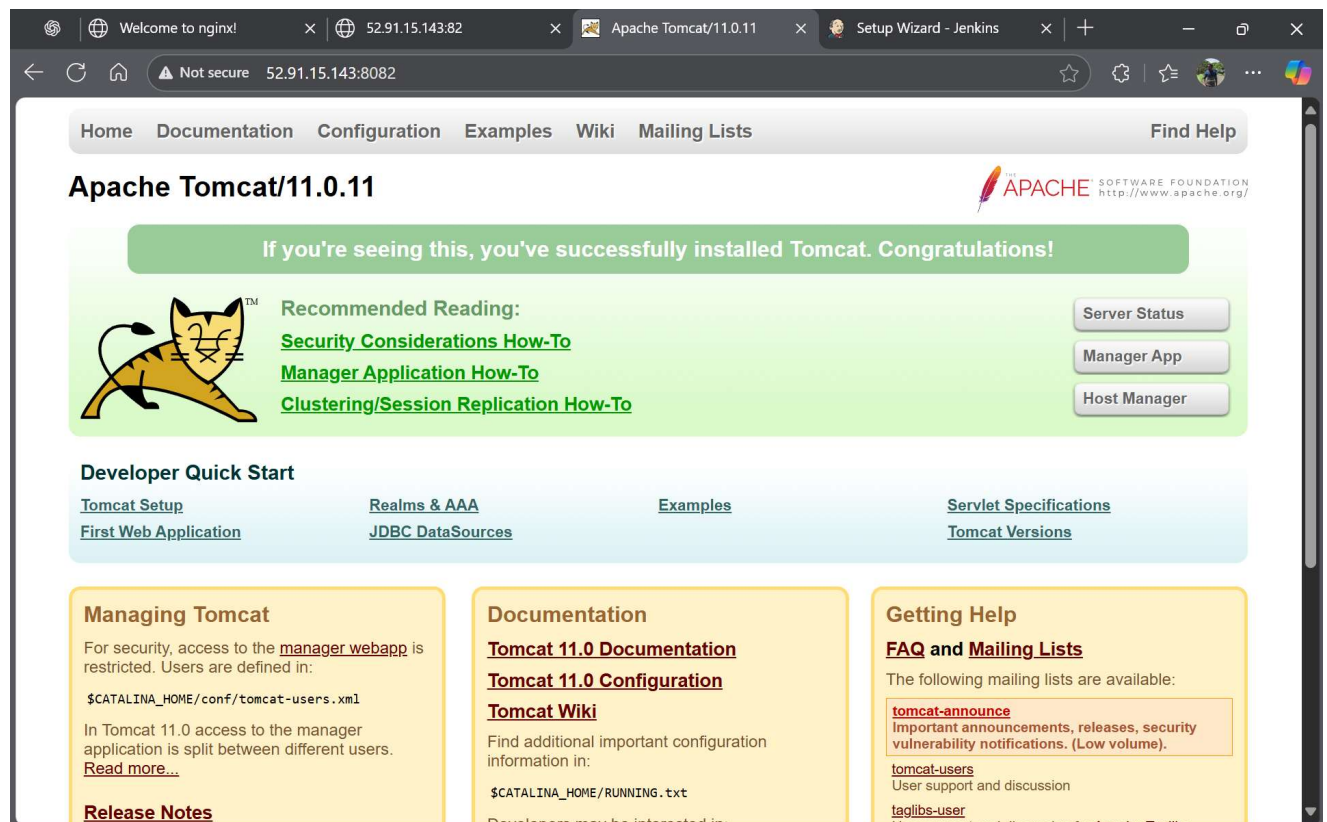 Welcome to nginx!
52.91.15.143:82
Apache Tomcat/11.0.11
Setup Wizard - Jenkins
Not secure 52.91.15.143:8082
Home Documentation Configuration Examples Wiki Mailing Lists Find Help
Apache Tomcat/11.0.11
THE APACHE SOFTWARE FOUNDATION
http://www.apache.org/
If you're seeing this, you've successfully installed Tomcat. Congratulations!
TM
Recommended Reading:
Security Considerations How-To
Manager Application How-To
Clustering/Session Replication How-To
Server Status
Manager App
Host Manager
Developer Quick Start
Tomcat Setup
First Web Application
Realms & AAA
JDBC DataSources
Examples
Servlet Specifications
Tomcat Versions
Managing Tomcat
For security, access to the manager webapp is
restricted. Users are defined in:
$CATALINA_HOME/conf/tomcat-users.xml
In Tomcat 11.0 access to the manager
application is split between different users.
Read more...
Release Notes
Documentation
Tomcat 11.0 Documentation
Tomcat 11.0 Configuration
Tomcat Wiki
Find additional important configuration
information in:
$CATALINA_HOME/RUNNING.txt
Developers may be interested in:
Getting Help
FAQ and Mailing Lists
The following mailing lists are available:
tomcat-announce
Important announcements, releases, security
vulnerability notifications. (Low volume).
tomcat-users
User support and discussion
taglibs-user